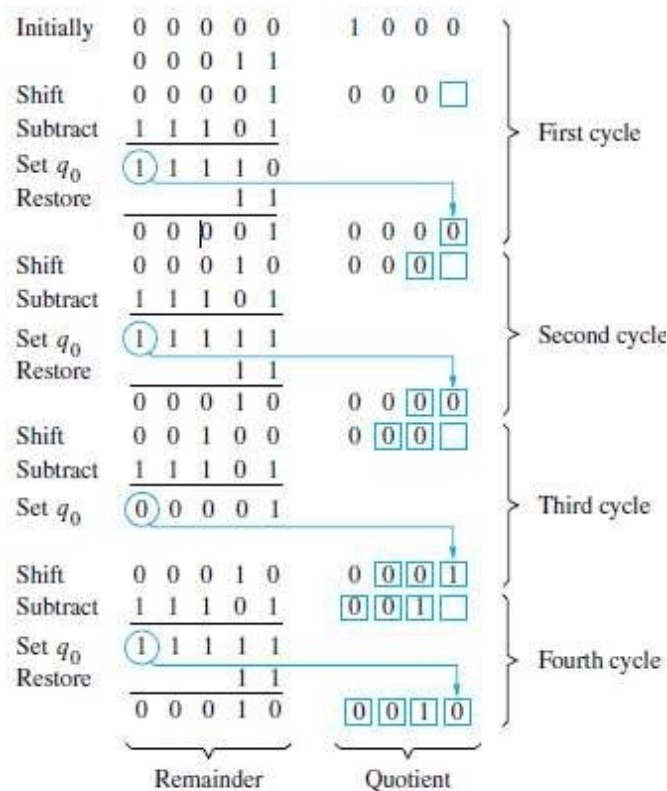 Initially 0 0 0 0 0 1 0 0 0
0 0 0 1 1
Shift 0 0 0 0 1 0 0 0
Subtract 1 1 1 0 1
First cycle
Set q0 1 1 1 1 0
Restore 1 1
0 0 0 0 1 0 0 0 0
Shift 0 0 0 1 0 0 0 0
Subtract 1 1 1 0 1
Set q0 1 1 1 1 1 Second cycle
Restore 1 1
0 0 0 1 0 0 0 0 0
Shift 0 0 1 0 0 0 0 0
Subtract 1 1 1 0 1
Set q0 0 0 0 0 1 Third cycle
Shift 0 0 0 1 0 0 0 0 1
Subtract 1 1 1 0 1 0 0 1
Set q0 1 1 1 1 1 Fourth cycle
Restore 1 1
0 0 0 1 0 0 0 1 0
Remainder Quotient